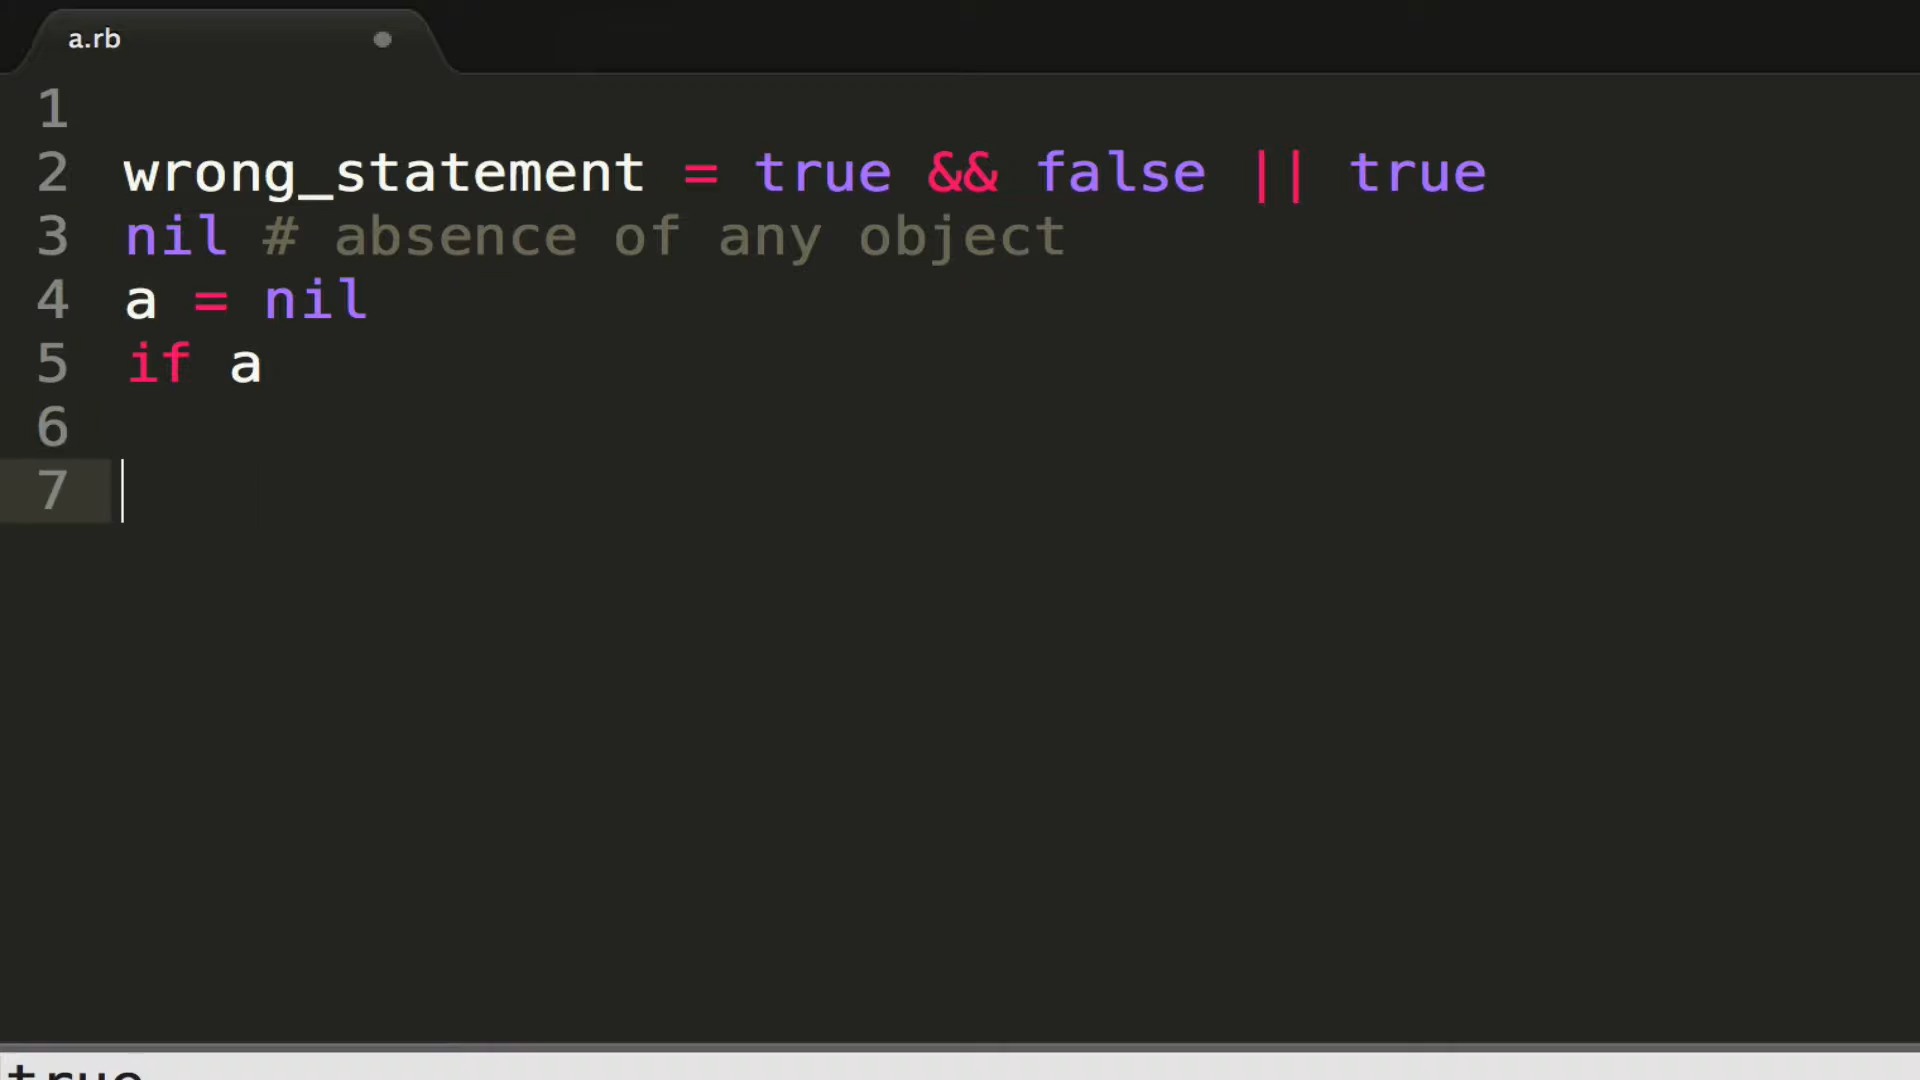 a.rb
1
2 wrong_statement = true && false || true
3 nil # absence of any object
4 a = nil
5 if a
6
7
true